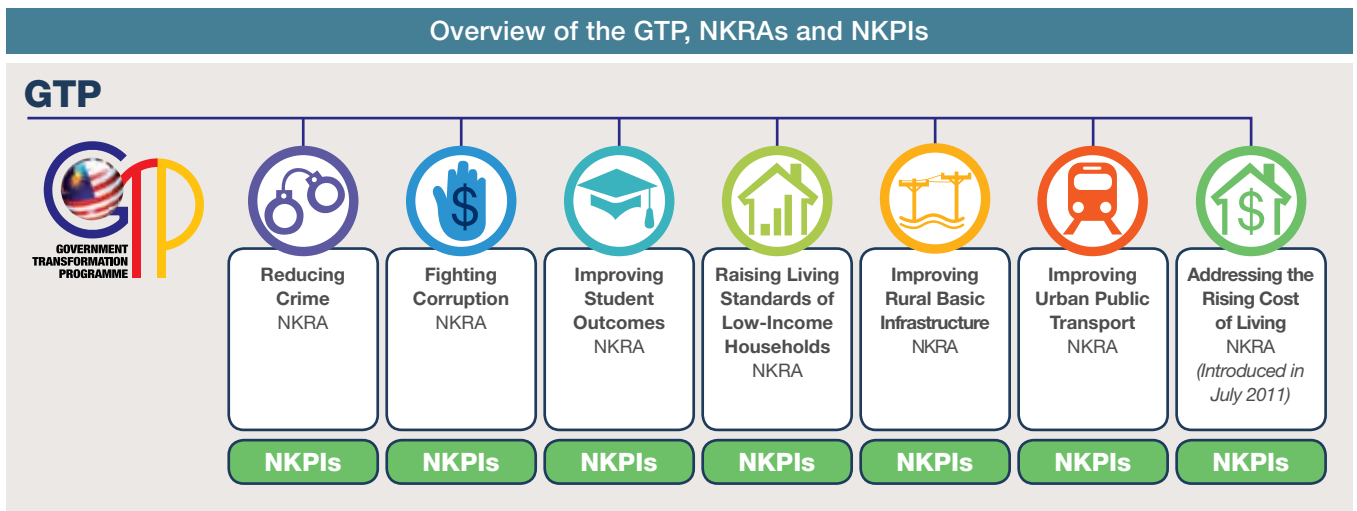 Overview of the GTP, NKRAs and NKPIs
GTP
GTP
GOVERNMENT
TRANSFORMATION
PROGRAMME
Reducing
Crime
NKRA
Fighting
Corruption
NKRA
Improving
Student
Outcomes
NKRA
Raising Living
Standards of
Low-Income
Households
NKRA
Improving
Rural Basic
Infrastructure
NKRA
Improving
Urban Public
Transport
NKRA
Addressing the
Rising Cost
of Living
NKRA
(Introduced in
July 2011)
NKPIs
NKPIs
NKPIs
NKPIs
NKPIs
NKPIs
NKPIs